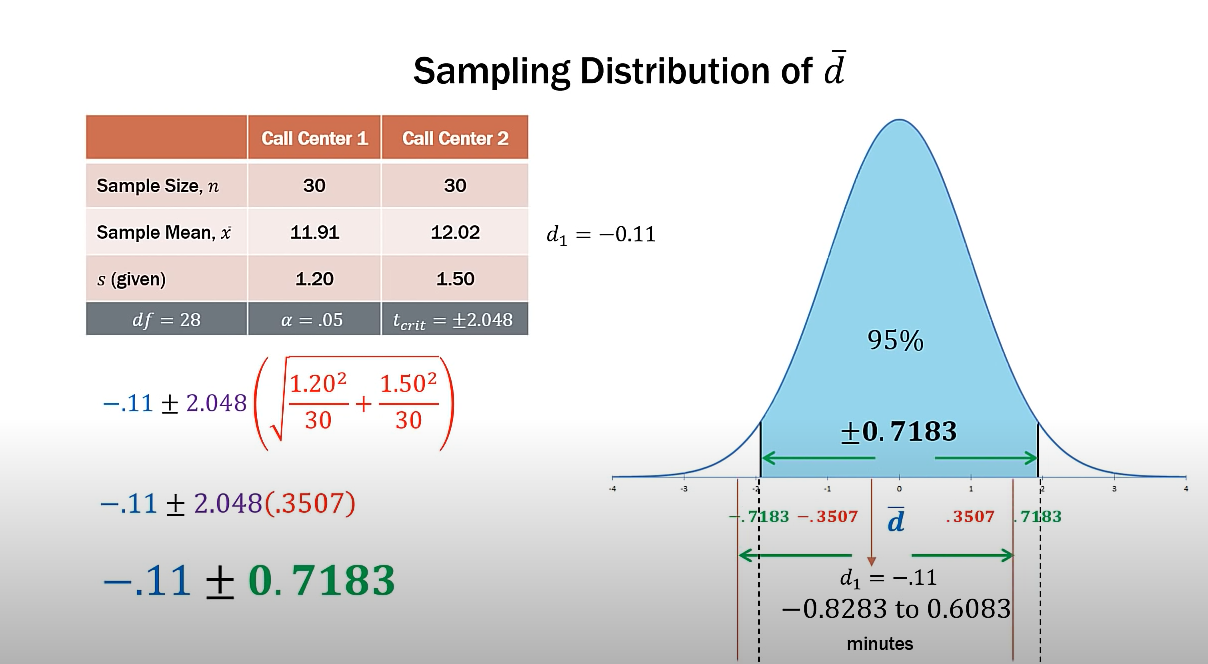 Sampling Distribution of d̄
Call Center 1 Call Center 2
Sample Size, n 30 30
Sample Mean, x̄ 11.91 12.02
d₁ = −0.11
s (given) 1.20 1.50
df = 28 α = .05 t_crit = ±2.048
95%
−.11 ± 2.048(√(1.20²/30 + 1.50²/30))
±0.7183
-4 -3 -2 -1 0 1 2 3 4
−.11 ± 2.048(.3507)
−.7183 −.3507 d̄ .3507 .7183
−.11 ± 0.7183
d₁ = −.11
−0.8283 to 0.6083
minutes